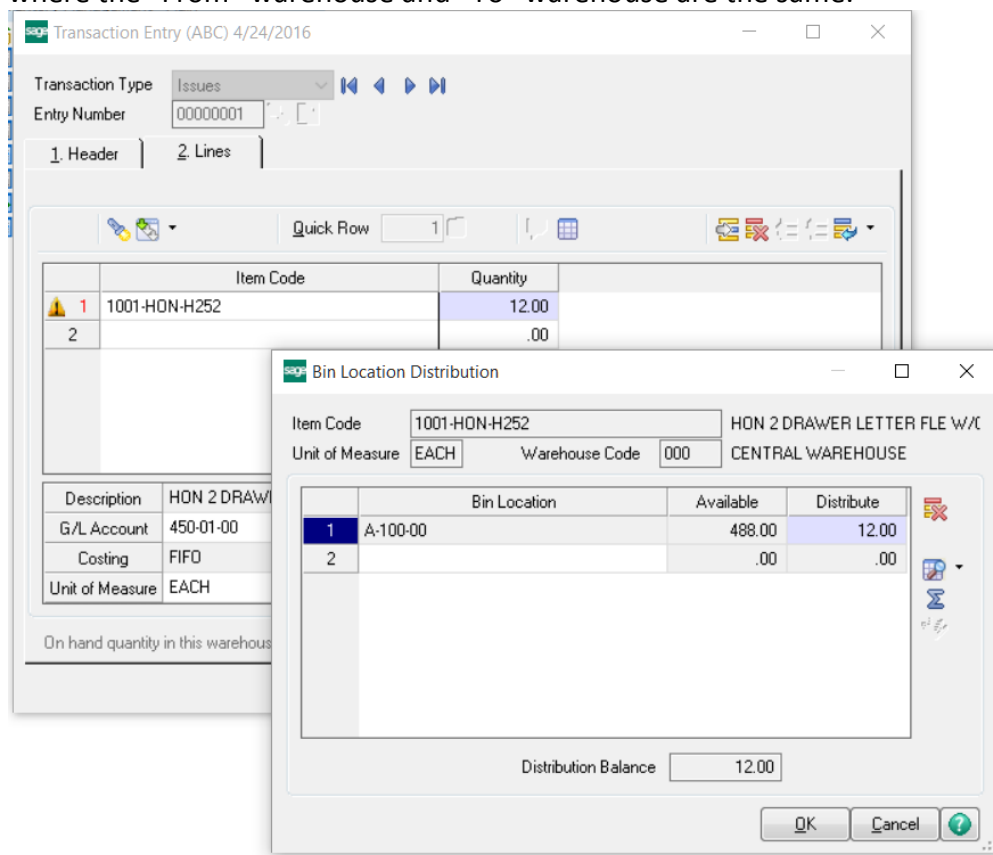 where the "From" warehouse and "To" warehouse are the same.
sage Transaction Entry (ABC) 4/24/2016
Transaction Type Issues
Entry Number 00000001
1. Header 2. Lines
Quick Row 1
Item Code Quantity
1 1001-HON-H252 12.00
2 .00
Description HON 2 DRAW
G/L Account 450-01-00
Costing FIFO
Unit of Measure EACH
On hand quantity in this warehous
sage Bin Location Distribution
Item Code 1001-HON-H252 HON 2 DRAWER LETTER FLE W/
Unit of Measure EACH Warehouse Code 000 CENTRAL WAREHOUSE
Bin Location Available Distribute
1 A-100-00 488.00 12.00
2 .00 .00
Distribution Balance 12.00
OK Cancel ?